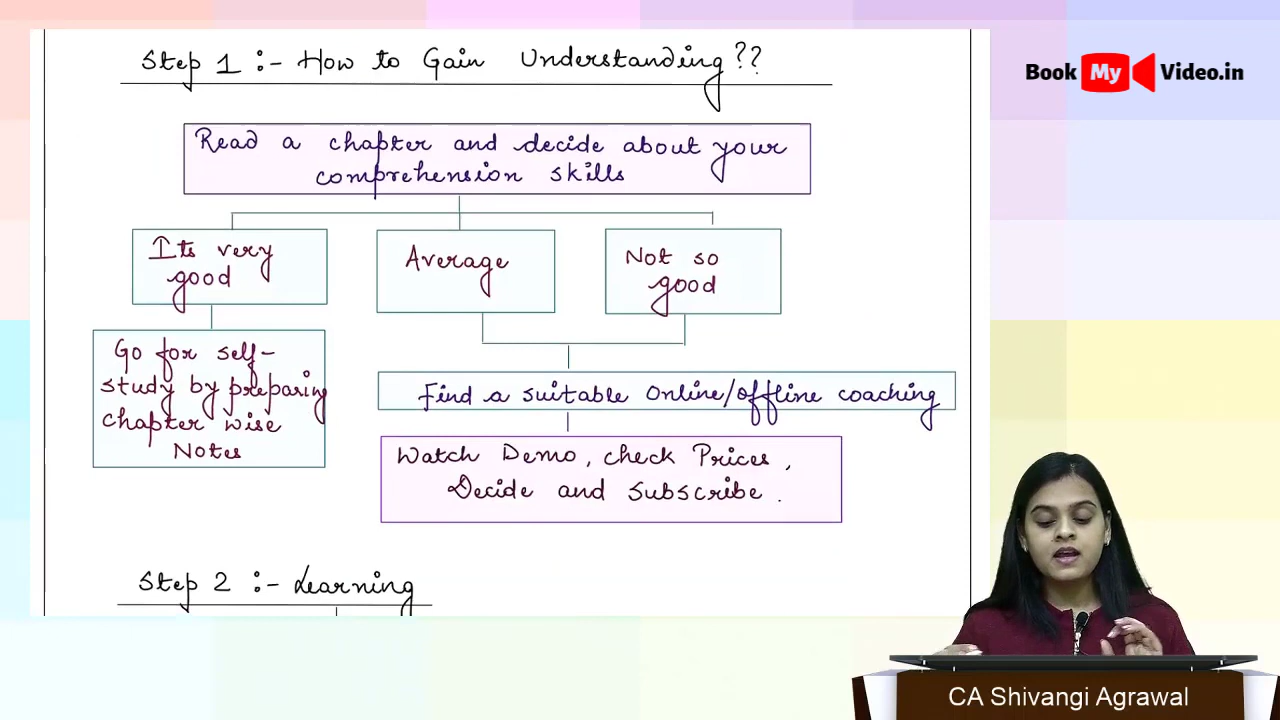 Step 1 :- How to Gain Understanding??
Book My Video.in
Read a chapter and decide about your
comprehension skills
Its very
good
Average
Not so
good
Go for self-
study by preparing
chapter wise
Notes
Find a suitable Online/offline coaching
Watch Demo, check Prices,
Decide and subscribe.
Step 2 :- Learning
CA Shivangi Agrawal